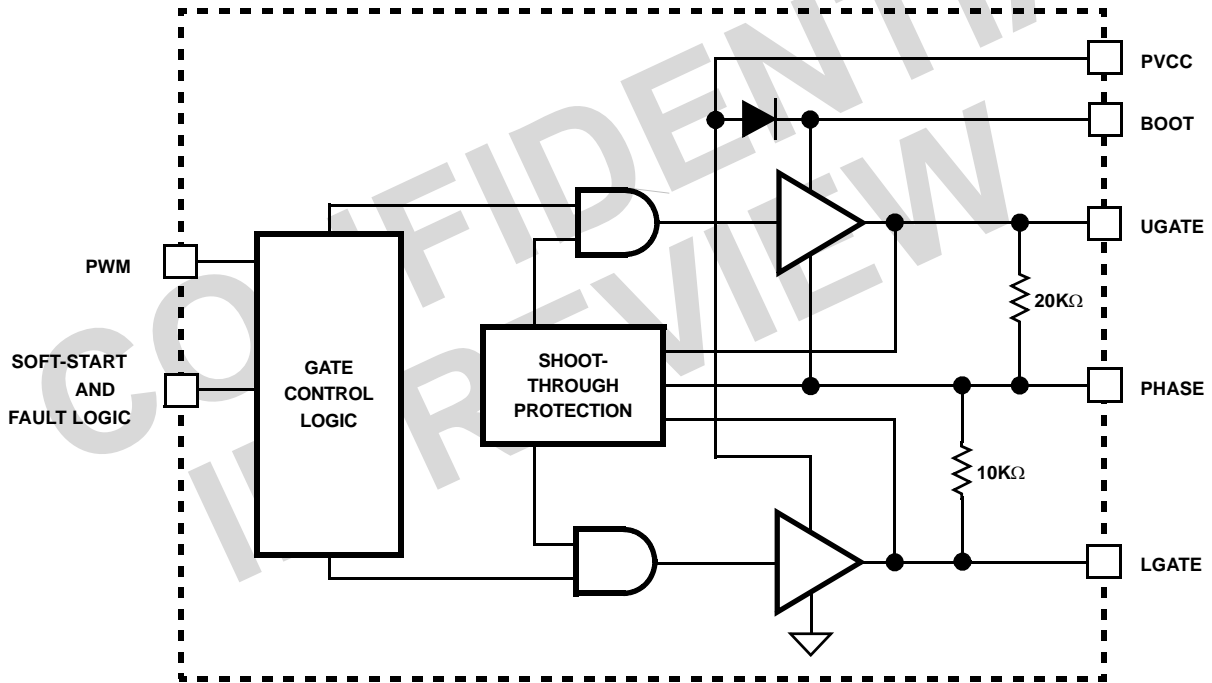 CONFIDENTIAL
IN REVIEW
PVCC
BOOT
UGATE
PWM
20KΩ
SOFT-START
AND
FAULT LOGIC
GATE
CONTROL
LOGIC
SHOOT-
THROUGH
PROTECTION
PHASE
10KΩ
LGATE